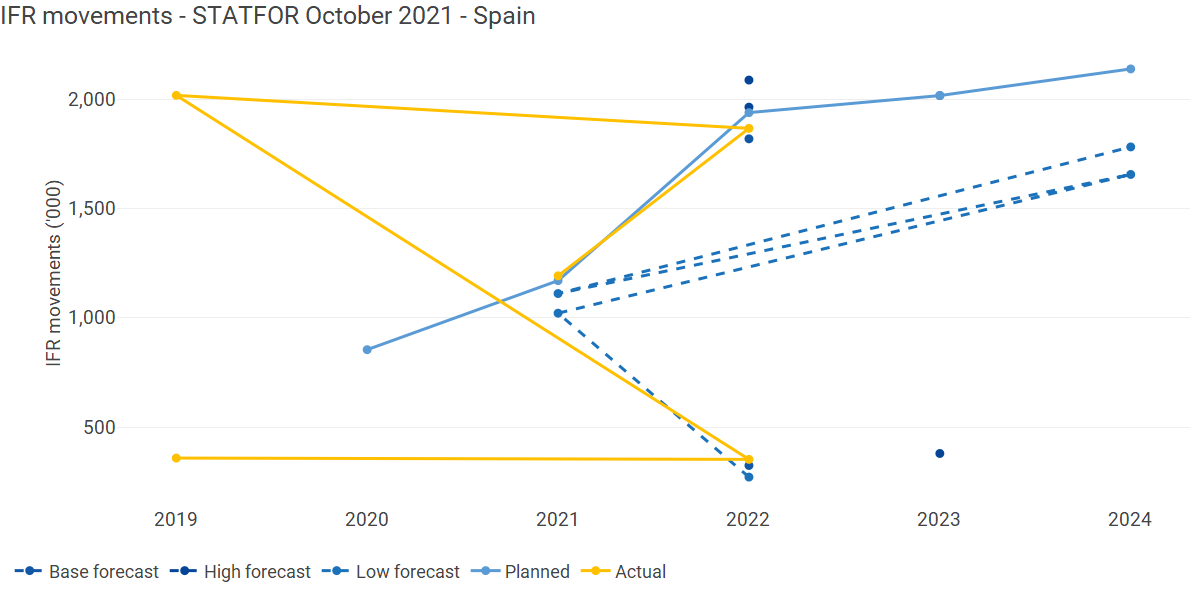 IFR movements - STATFOR October 2021 - Spain
IFR movements ('000)
2,000
1,500
1,000
500
2019 2020 2021 2022 2023 2024
Base forecast High forecast Low forecast Planned Actual